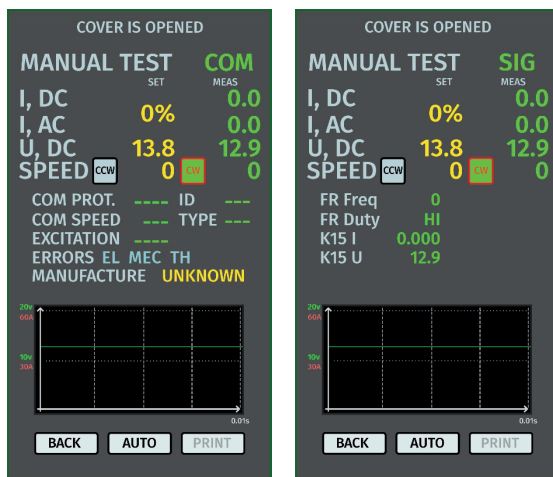 COVER IS OPENED
MANUAL TEST COM
SET MEAS
I, DC 0.0
0%
I, AC 0.0
U, DC 13.8 12.9
SPEED CCW 0 CW 0
COM PROT. ---- ID ---
COM SPEED --- TYPE ---
EXCITATION ----
ERRORS EL MEC TH
MANUFACTURE UNKNOWN
20v
60A
10v
30A
0.01s
BACK AUTO PRINT
COVER IS OPENED
MANUAL TEST SIG
SET MEAS
I, DC 0.0
0%
I, AC 0.0
U, DC 13.8 12.9
SPEED CCW 0 CW 0
FR Freq 0
FR Duty HI
K15 I 0.000
K15 U 12.9
20v
60A
10v
30A
0.01s
BACK AUTO PRINT